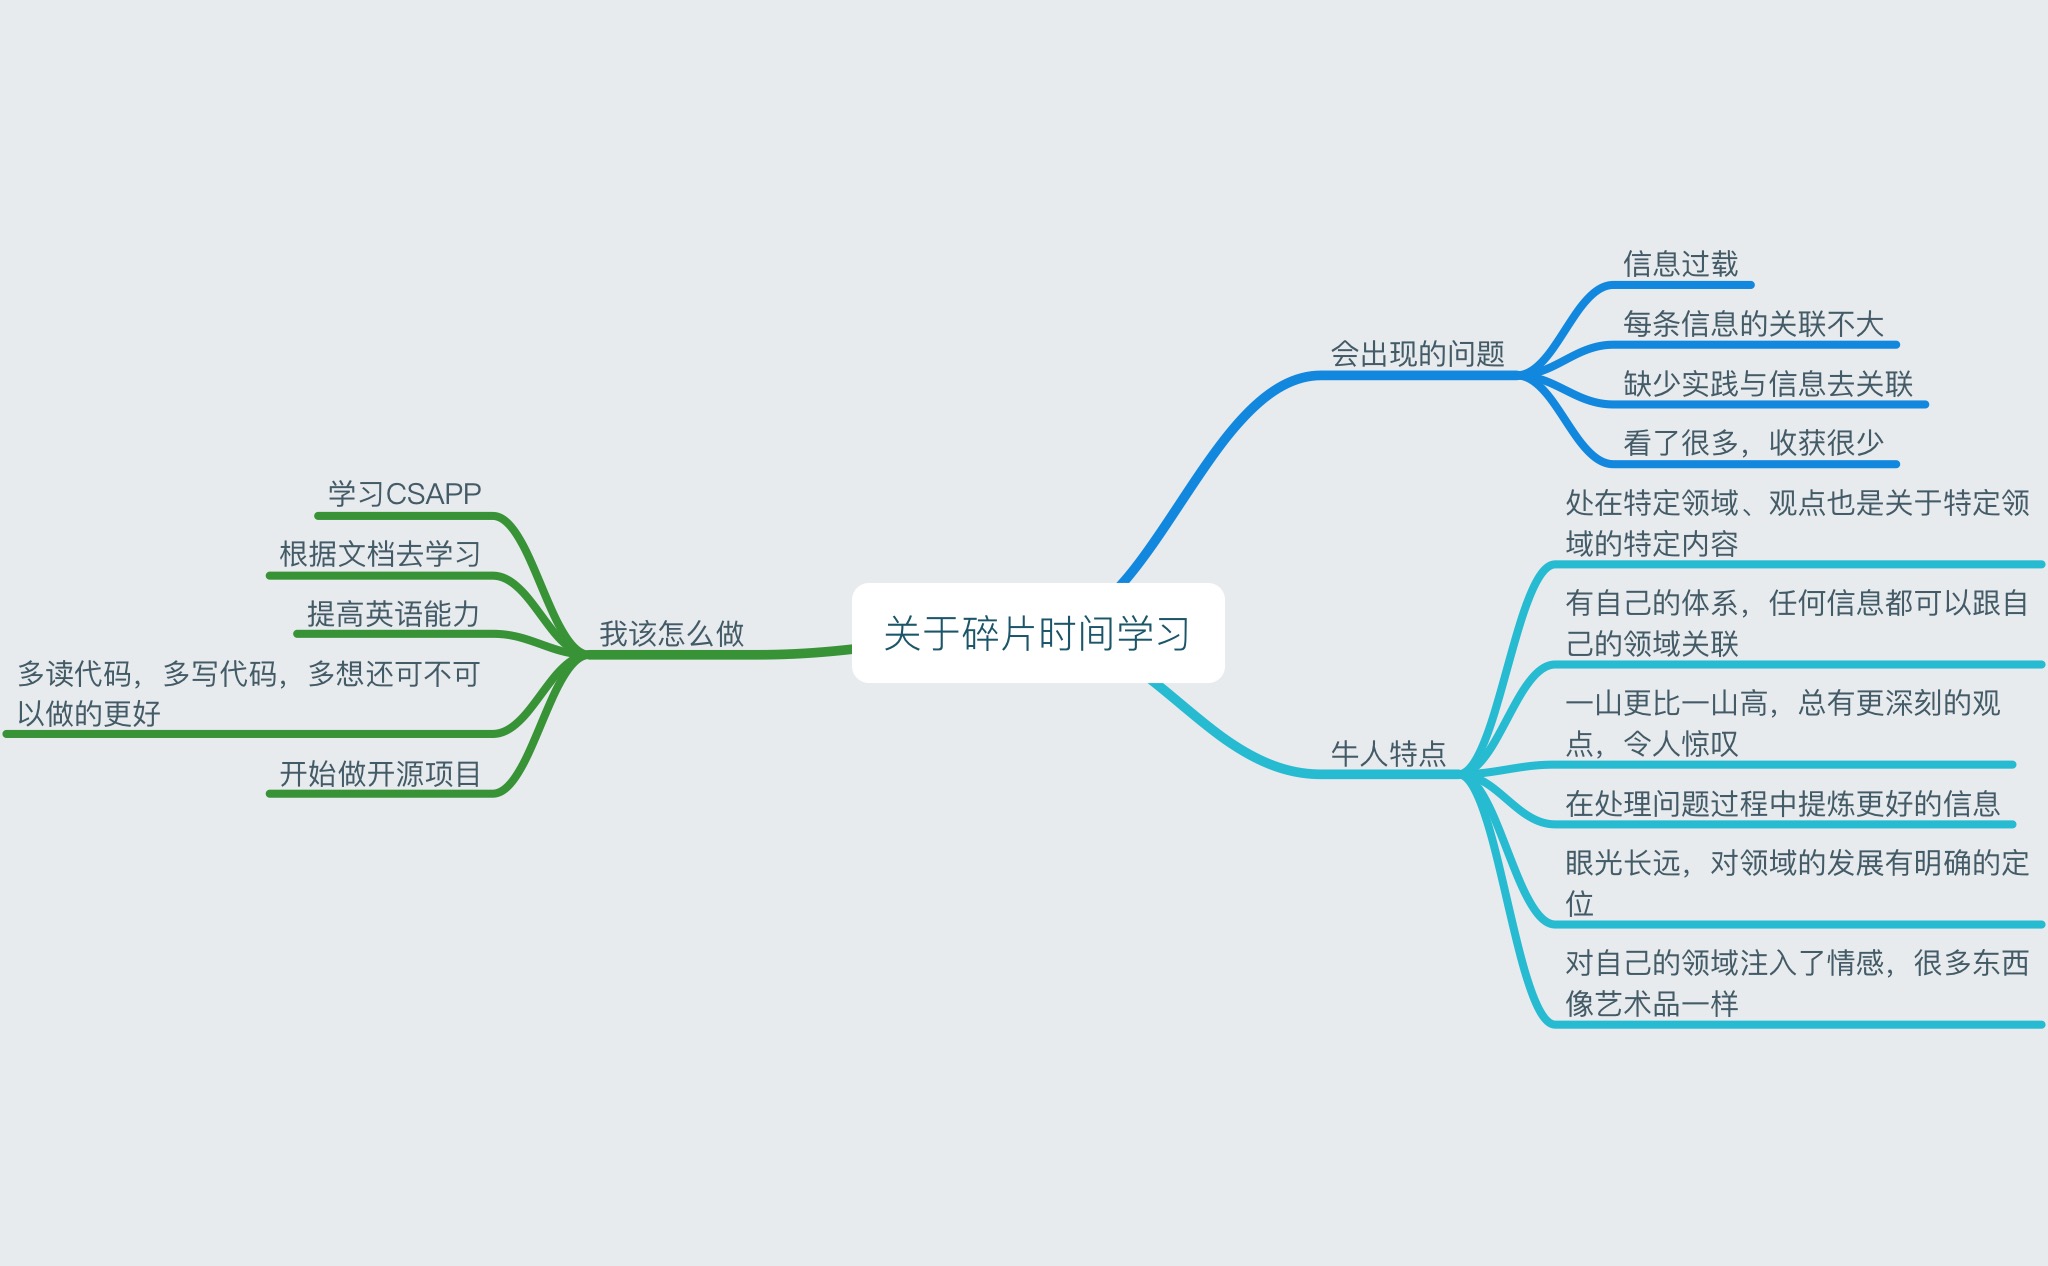 关于碎片时间学习
会出现的问题
信息过载
每条信息的关联不大
缺少实践与信息去关联
看了很多，收获很少
牛人特点
处在特定领域、观点也是关于特定领
域的特定内容
有自己的体系，任何信息都可以跟自
己的领域关联
一山更比一山高，总有更深刻的观
点，令人惊叹
在处理问题过程中提炼更好的信息
眼光长远，对领域的发展有明确的定
位
对自己的领域注入了情感，很多东西
像艺术品一样
我该怎么做
学习CSAPP
根据文档去学习
提高英语能力
多读代码，多写代码，多想还可不可
以做的更好
开始做开源项目